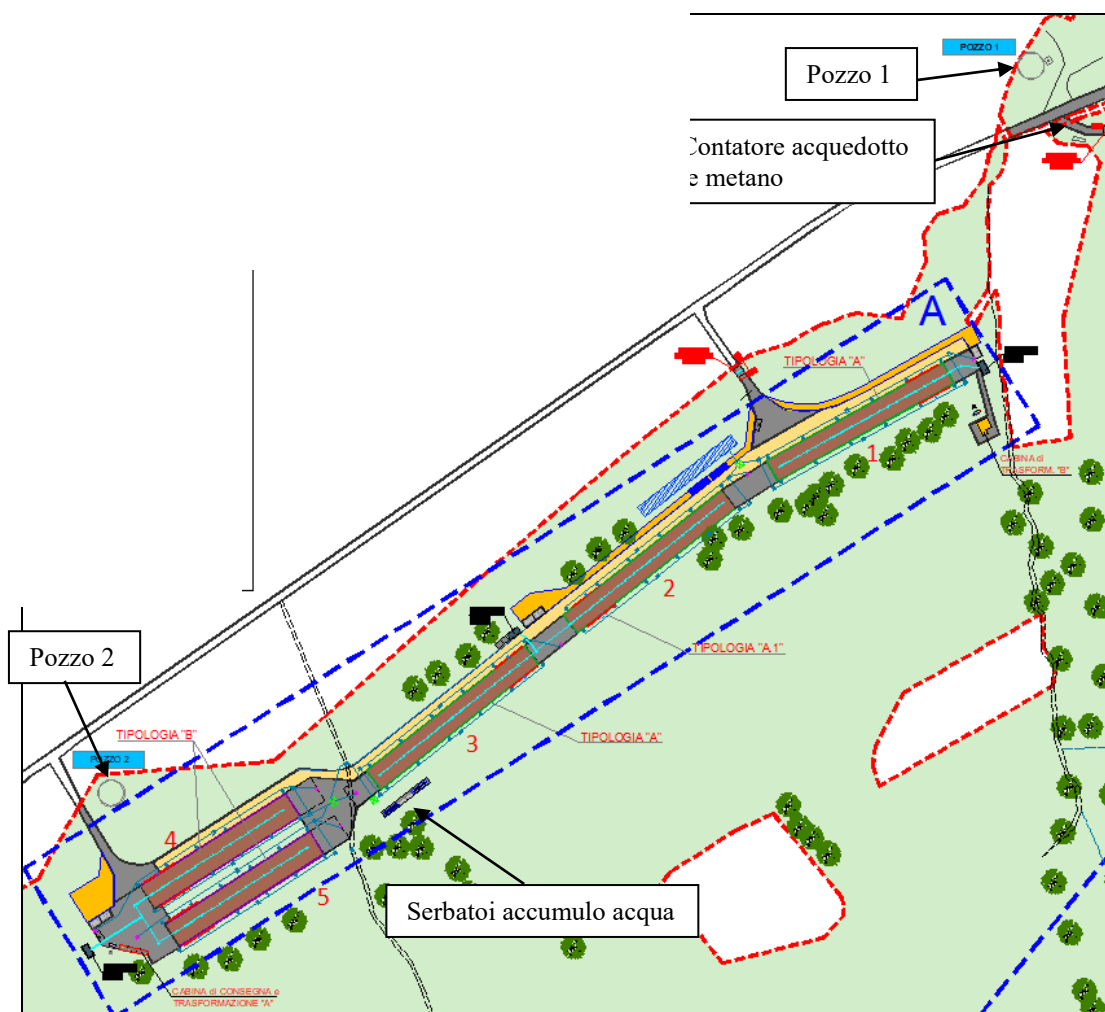 POZZO 1
Pozzo 1
Contatore acquedotto
e metano
A
TIPOLOGIA "A"
1
CABINA di
TRASFORM. "B"
2
TIPOLOGIA "A.1"
Pozzo 2
3
TIPOLOGIA "A"
TIPOLOGIA "B"
POZZO 2
4
5
Serbatoi accumulo acqua
CABINA di CONSEGNA e
TRASFORMAZIONE "A"